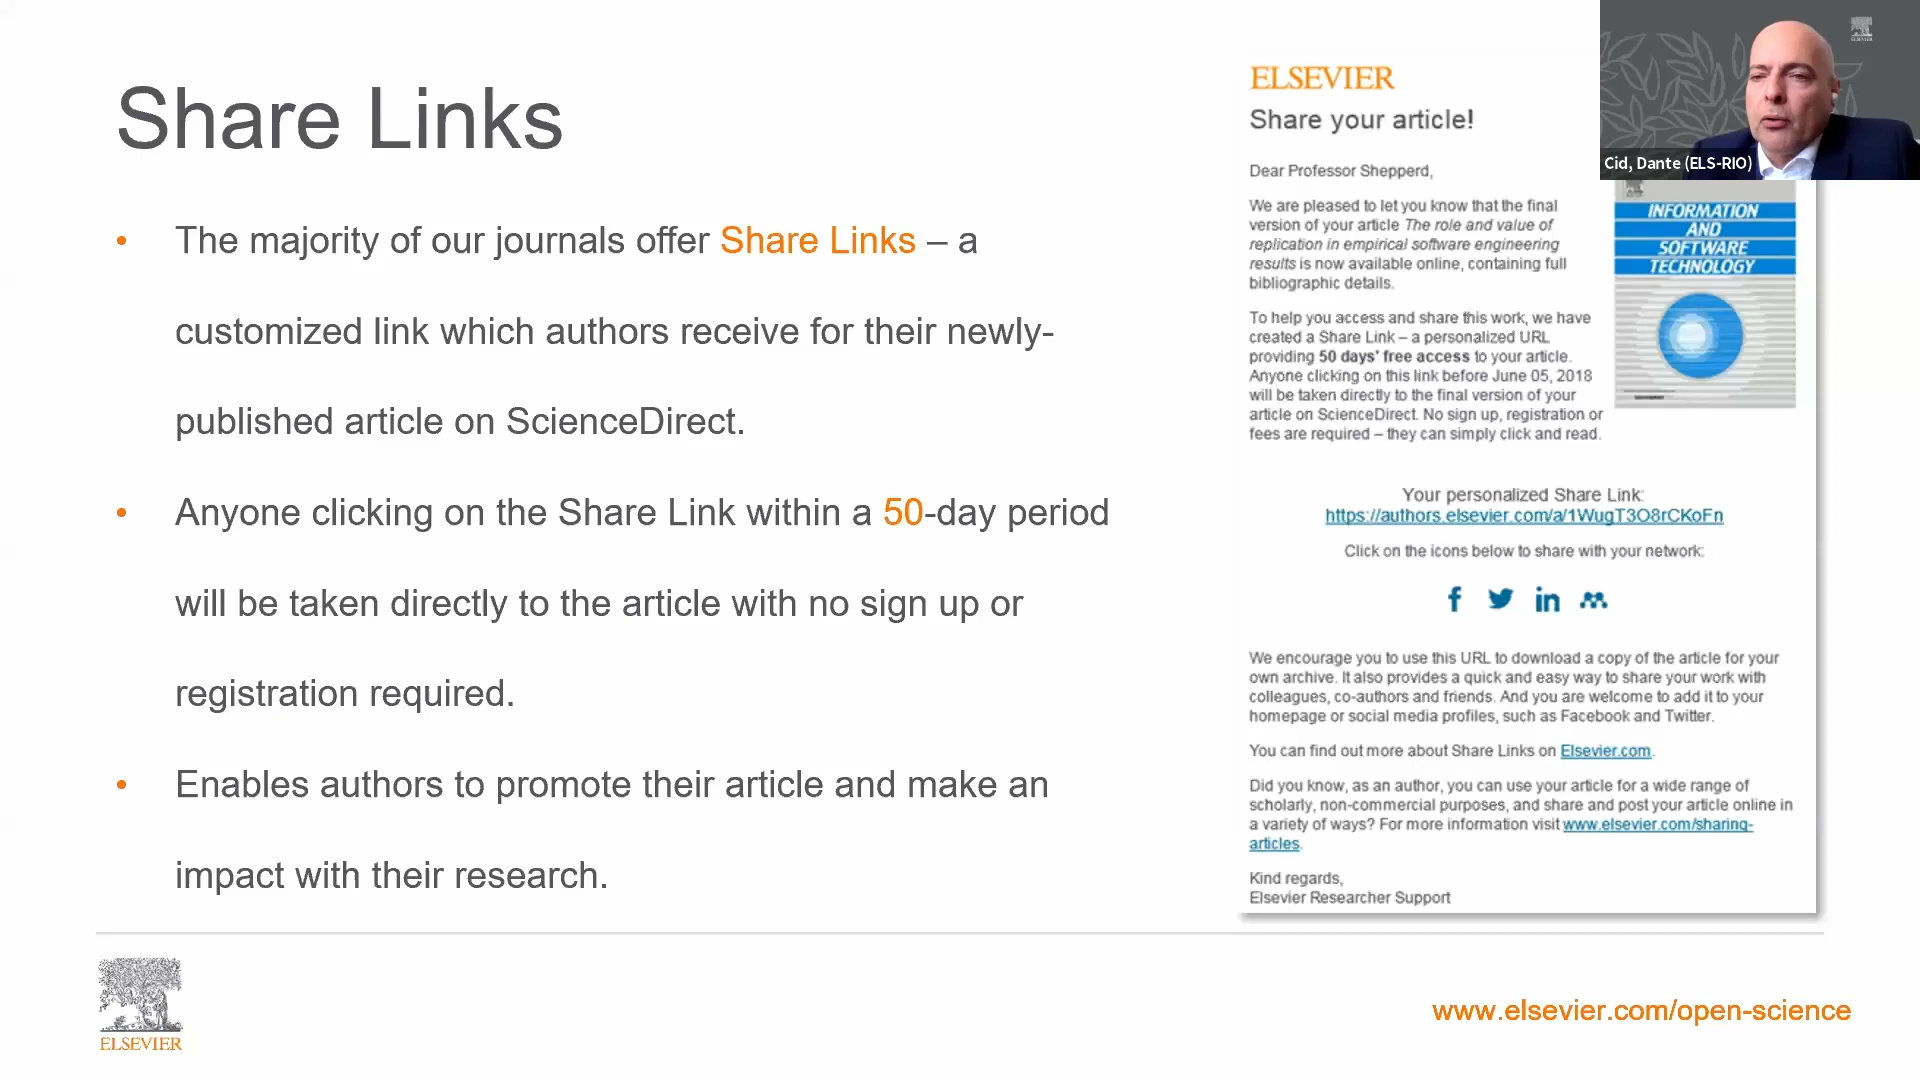 Share Links
• The majority of our journals offer Share Links – a
customized link which authors receive for their newly-
published article on ScienceDirect.
• Anyone clicking on the Share Link within a 50-day period
will be taken directly to the article with no sign up or
registration required.
• Enables authors to promote their article and make an
impact with their research.
ELSEVIER
Share your article!
Dear Professor Shepperd,
We are pleased to let you know that the final
version of your article The role and value of
replication in empirical software engineering
results is now available online, containing full
bibliographic details.
To help you access and share this work, we have
created a Share Link – a personalized URL
providing 50 days' free access to your article.
Anyone clicking on this link before June 05, 2018
will be taken directly to the final version of your
article on ScienceDirect. No sign up, registration or
fees are required – they can simply click and read.
INFORMATION
AND
SOFTWARE
TECHNOLOGY
Your personalized Share Link:
https://authors.elsevier.com/a/1WugT3O8rCKoFn
Click on the icons below to share with your network:
We encourage you to use this URL to download a copy of the article for your
own archive. It also provides a quick and easy way to share your work with
colleagues, co-authors and friends. And you are welcome to add it to your
homepage or social media profiles, such as Facebook and Twitter.
You can find out more about Share Links on Elsevier.com.
Did you know, as an author, you can use your article for a wide range of
scholarly, non-commercial purposes, and share and post your article online in
a variety of ways? For more information visit www.elsevier.com/sharing-
articles.
Kind regards,
Elsevier Researcher Support
Cid, Dante (ELS-RIO)
ELSEVIER
ELSEVIER
www.elsevier.com/open-science